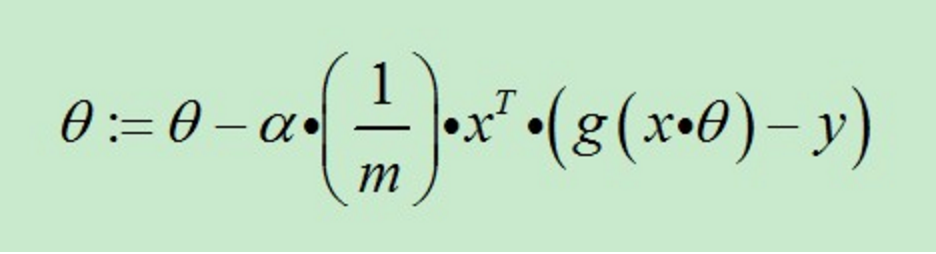 θ := θ − α•(1/m)•x^T•(g(x•θ)−y)